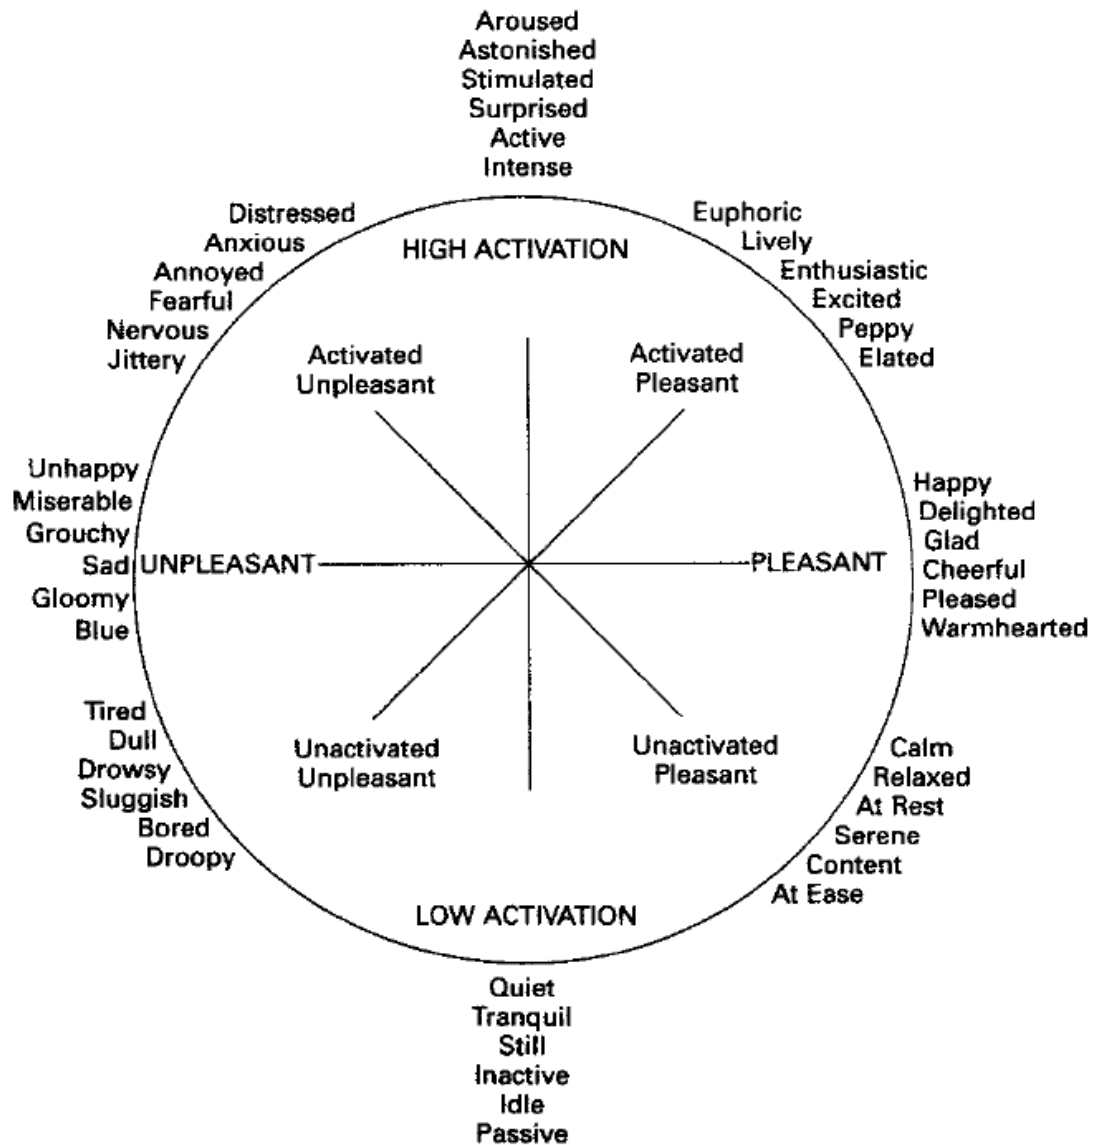 Aroused
Astonished
Stimulated
Surprised
Active
Intense
Distressed
Anxious
Annoyed
Fearful
Nervous
Jittery
HIGH ACTIVATION
Euphoric
Lively
Enthusiastic
Excited
Peppy
Elated
Activated
Unpleasant
Activated
Pleasant
Unhappy
Miserable
Grouchy
Sad
Gloomy
Blue
UNPLEASANT
PLEASANT
Happy
Delighted
Glad
Cheerful
Pleased
Warmhearted
Tired
Dull
Drowsy
Sluggish
Bored
Droopy
Unactivated
Unpleasant
Unactivated
Pleasant
Calm
Relaxed
At Rest
Serene
Content
At Ease
LOW ACTIVATION
Quiet
Tranquil
Still
Inactive
Idle
Passive